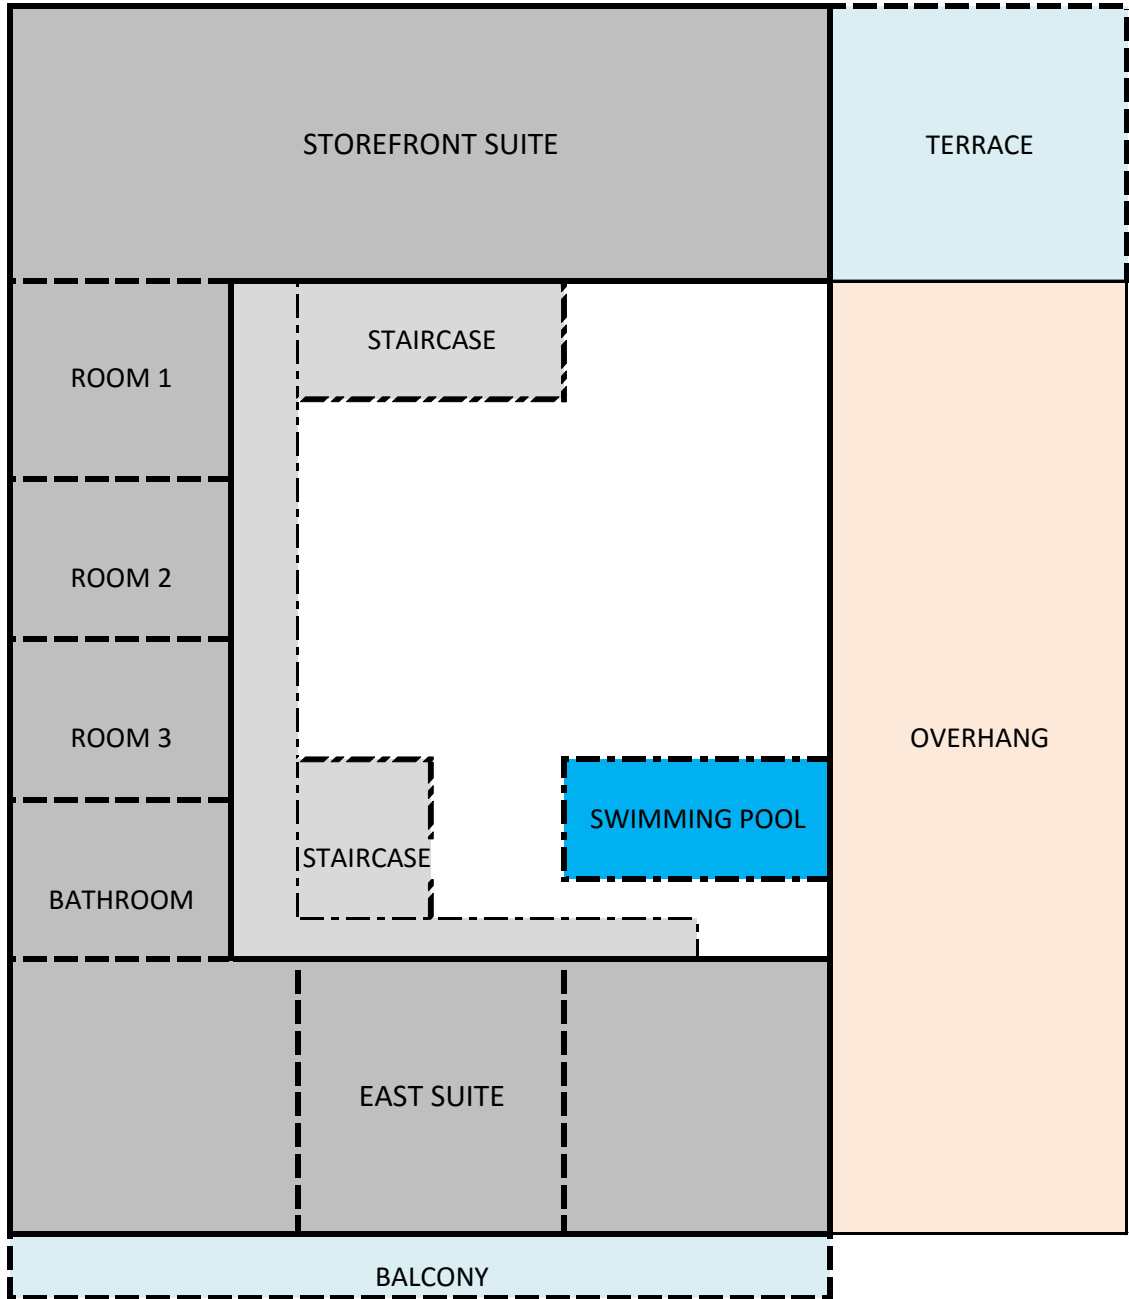 STOREFRONT SUITE
TERRACE
STAIRCASE
ROOM 1
ROOM 2
ROOM 3
OVERHANG
SWIMMING POOL
STAIRCASE
BATHROOM
EAST SUITE
BALCONY